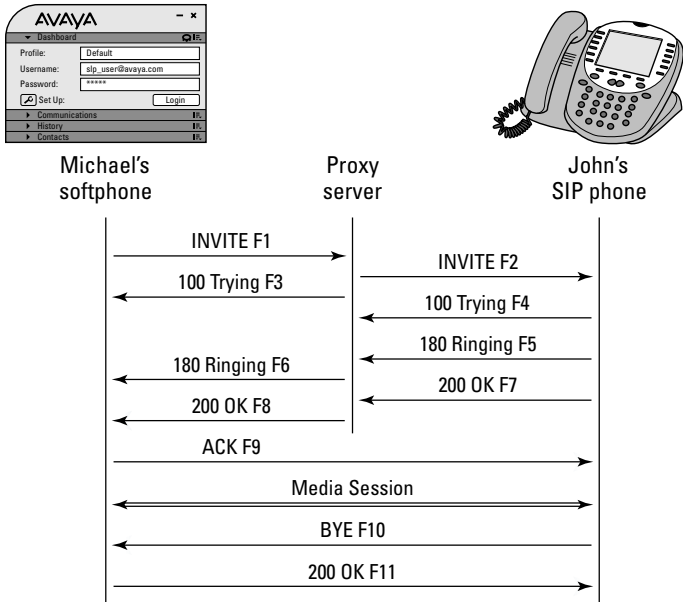 AVAYA
Dashboard
Profile: Default
Username: slp_user@avaya.com
Password: *****
Set Up: Login
Communications
History
Contacts
Michael's softphone
Proxy server
John's SIP phone
INVITE F1
INVITE F2
100 Trying F3
100 Trying F4
180 Ringing F5
180 Ringing F6
200 OK F7
200 OK F8
ACK F9
Media Session
BYE F10
200 OK F11